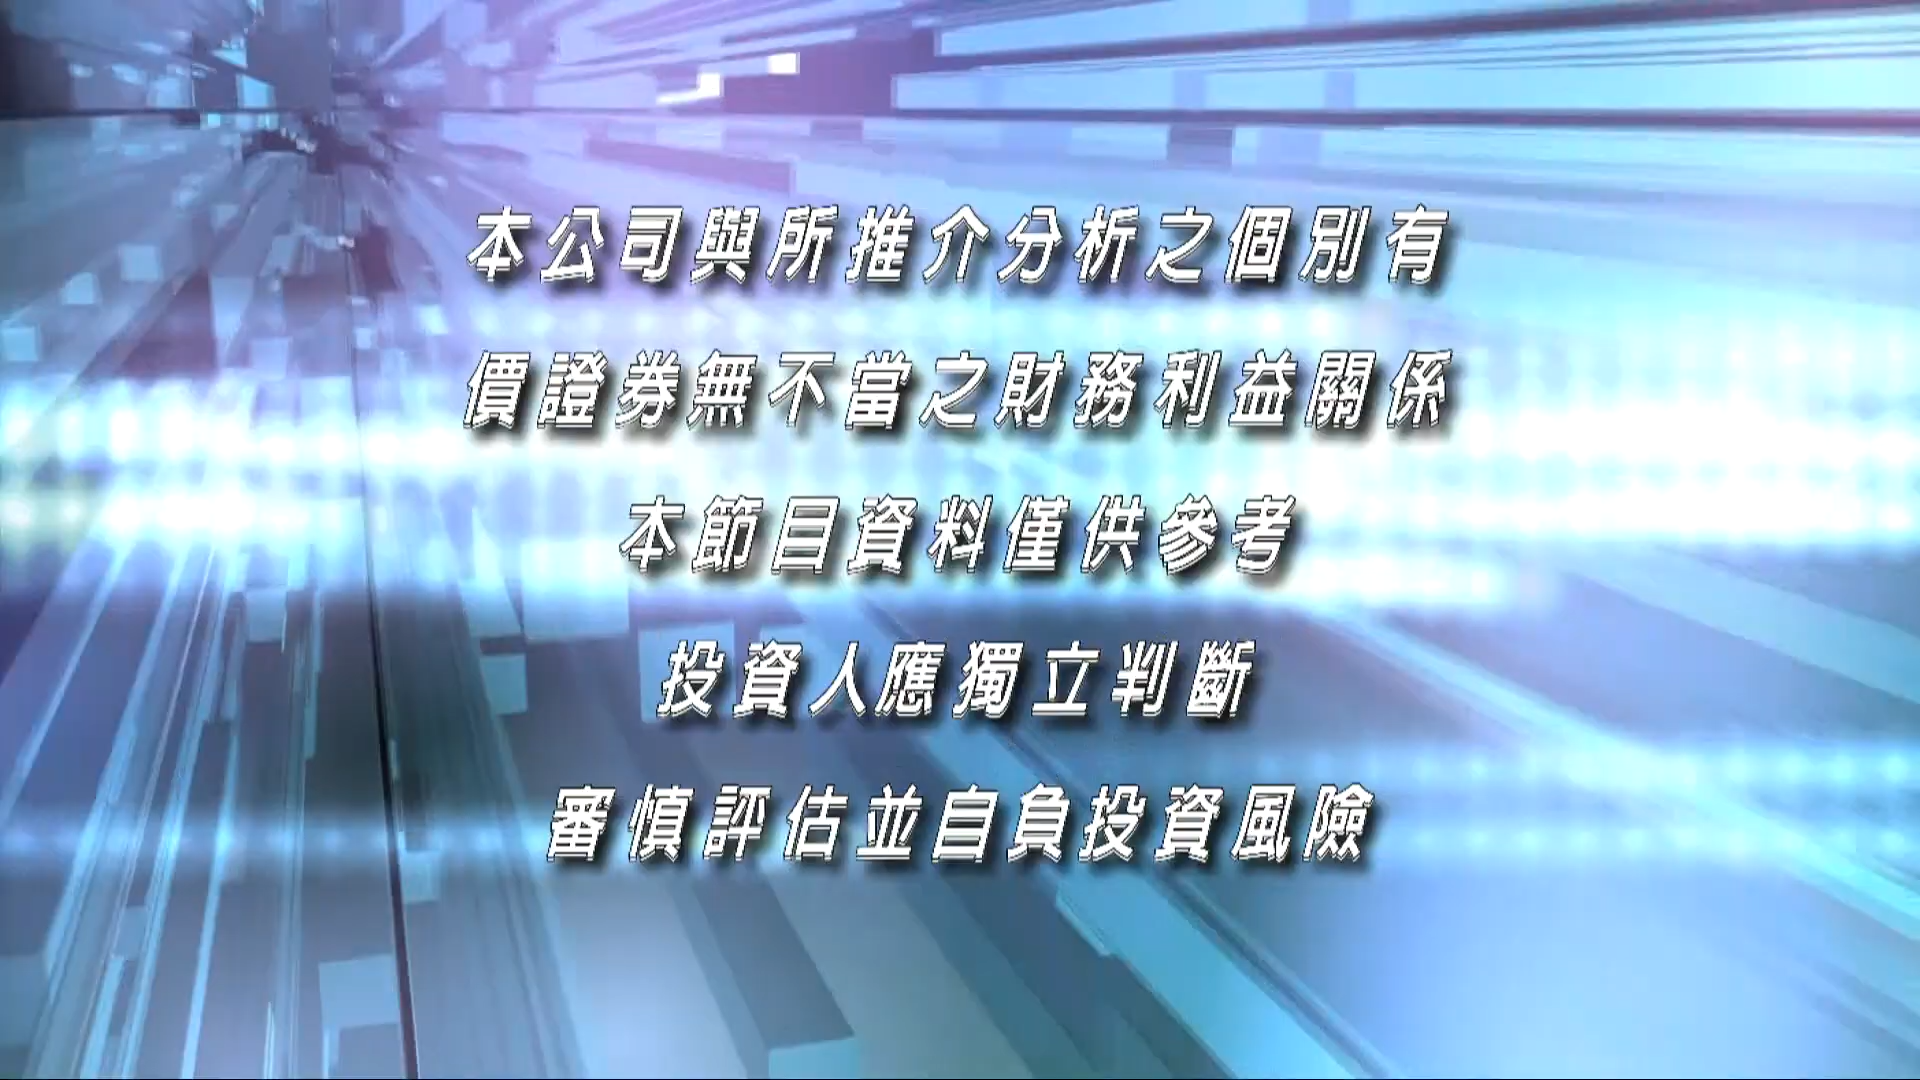 本公司與所推介分析之個別有
價證券無不當之財務利益關係
本節目資料僅供參考
投資人應獨立判斷
審慎評估並自負投資風險